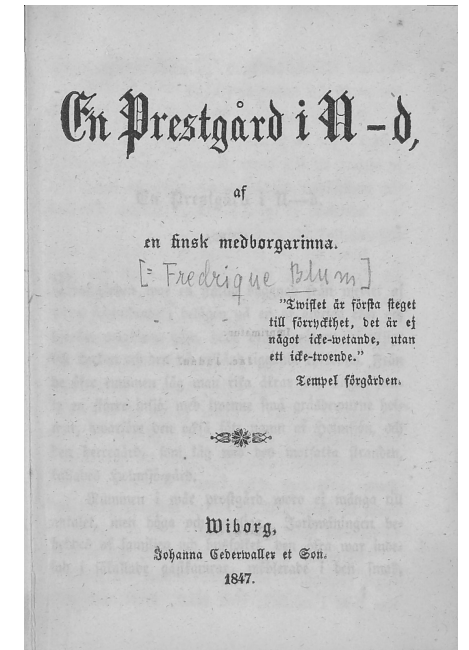 En Prestgård i N–d,
af
en finsk medborgarinna.
[= Fredrique Blum]
"Twiflet är första steget
till förryckthet, det är ej
något icke-wetande, utan
ett icke-troende."
Tempel förgården.
Wiborg,
Johanna Cederwaller et Son.
1847.